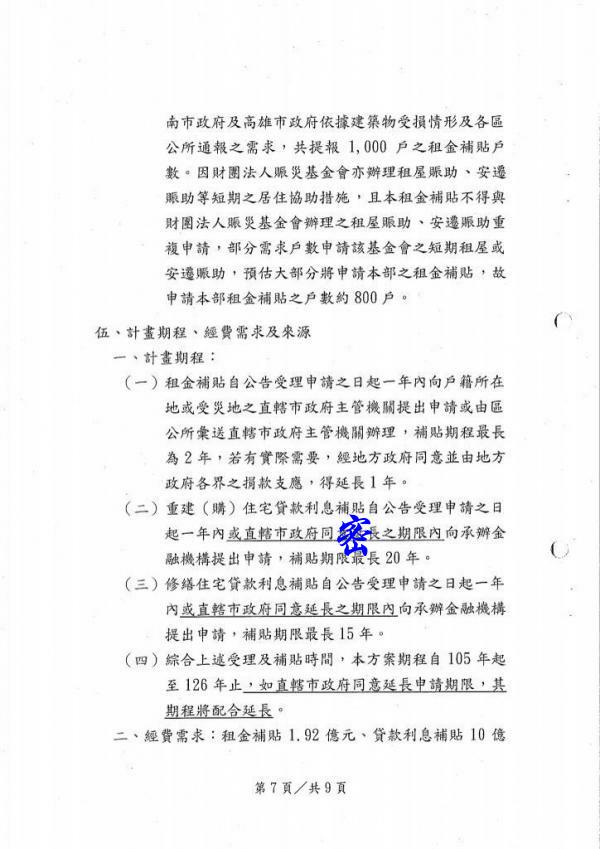 南市政府及高雄市政府依據建築物受損情形及各區
公所通報之需求，共提報 1,000 戶之租金補貼戶
數。因財團法人賑災基金會亦辦理租屋賑助、安遷
賑助等短期之居住協助措施，且本租金補貼不得與
財團法人賑災基金會辦理之租屋賑助、安遷賑助重
複申請，部分需求戶數申請該基金會之短期租屋或
安遷賑助，預估大部分將申請本部之租金補貼，故
申請本部租金補貼之戶數約 800 戶。
伍、計畫期程、經費需求及來源
一、計畫期程：
（一）租金補貼自公告受理申請之日起一年內向戶籍所在
地或受災地之直轄市政府主管機關提出申請或由區
公所彙送直轄市政府主管機關辦理，補貼期程最長
為 2 年，若有實際需要，經地方政府同意並由地方
政府各界之捐款支應，得延長 1 年。
（二）重建（購）住宅貸款利息補貼自公告受理申請之日
起一年內或直轄市政府同意延長之期限內向承辦金
融機構提出申請，補貼期限最長 20 年。
密
（三）修繕住宅貸款利息補貼自公告受理申請之日起一年
內或直轄市政府同意延長之期限內向承辦金融機構
提出申請，補貼期限最長 15 年。
（四）綜合上述受理及補貼時間，本方案期程自 105 年起
至 126 年止，如直轄市政府同意延長申請期限，其
期程將配合延長。
二、經費需求：租金補貼 1.92 億元、貸款利息補貼 10 億
第 7 頁／共 9 頁